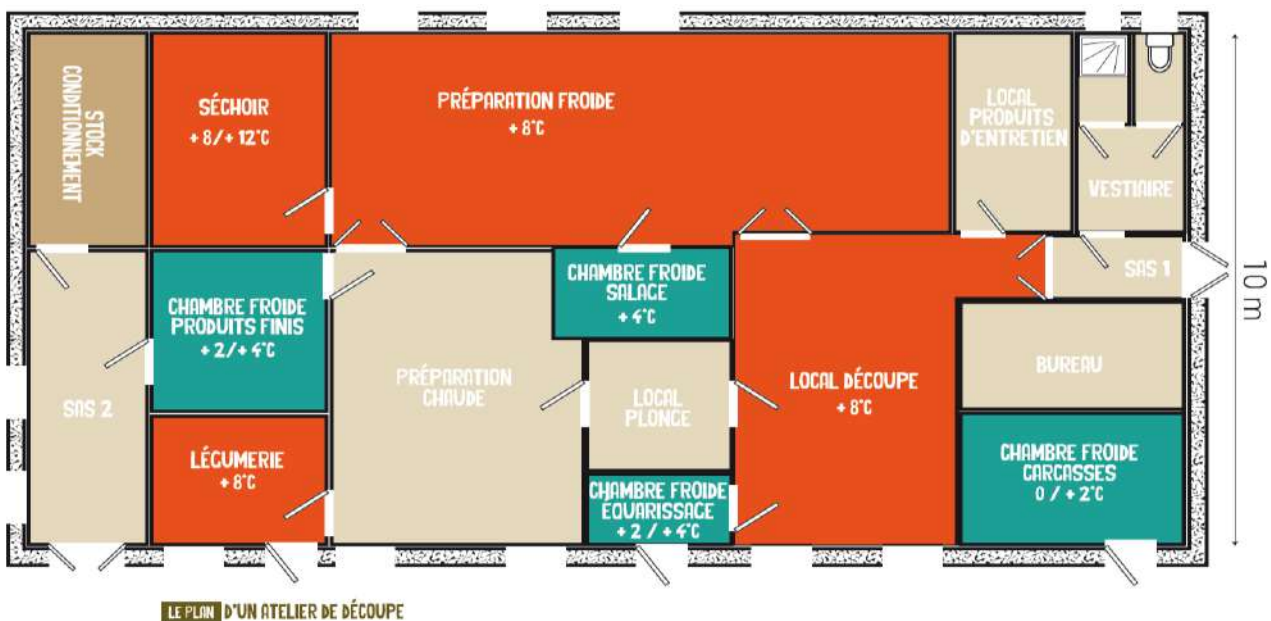 STOCK
CONDITIONNEMENT
SÉCHOIR
+ 8/+ 12°C
PRÉPARATION FROIDE
+ 8°C
LOCAL
PRODUITS
D'ENTRETIEN
VESTIAIRE
SAS 1
10 m
CHAMBRE FROIDE
PRODUITS FINIS
+ 2/+ 4°C
CHAMBRE FROIDE
SALAGE
+ 4°C
PRÉPARATION
CHAUDE
LOCAL
PLONGE
LOCAL DÉCOUPE
+ 8°C
BUREAU
SAS 2
LÉGUMERIE
+ 8°C
CHAMBRE FROIDE
EQUARISSAGE
+ 2 / + 4°C
CHAMBRE FROIDE
CARCASSES
0 / + 2°C
LE PLAN D'UN ATELIER DE DÉCOUPE